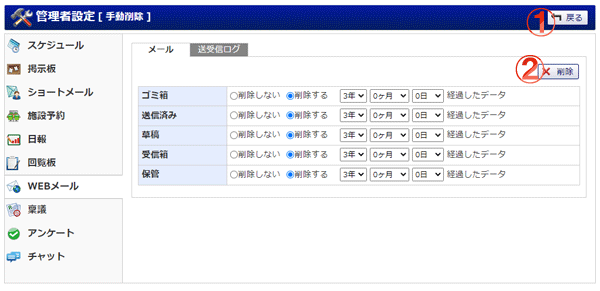 管理者設定 [ 手動削除 ] ① 戻る
スケジュール
掲示板
ショートメール
施設予約
日報
回覧板
WEBメール
稟議
アンケート
チャット
メール 送受信ログ
② 削除
ゴミ箱 削除しない 削除する 3年 0ヶ月 0日 経過したデータ
送信済み 削除しない 削除する 3年 0ヶ月 0日 経過したデータ
草稿 削除しない 削除する 3年 0ヶ月 0日 経過したデータ
受信箱 削除しない 削除する 3年 0ヶ月 0日 経過したデータ
保管 削除しない 削除する 3年 0ヶ月 0日 経過したデータ